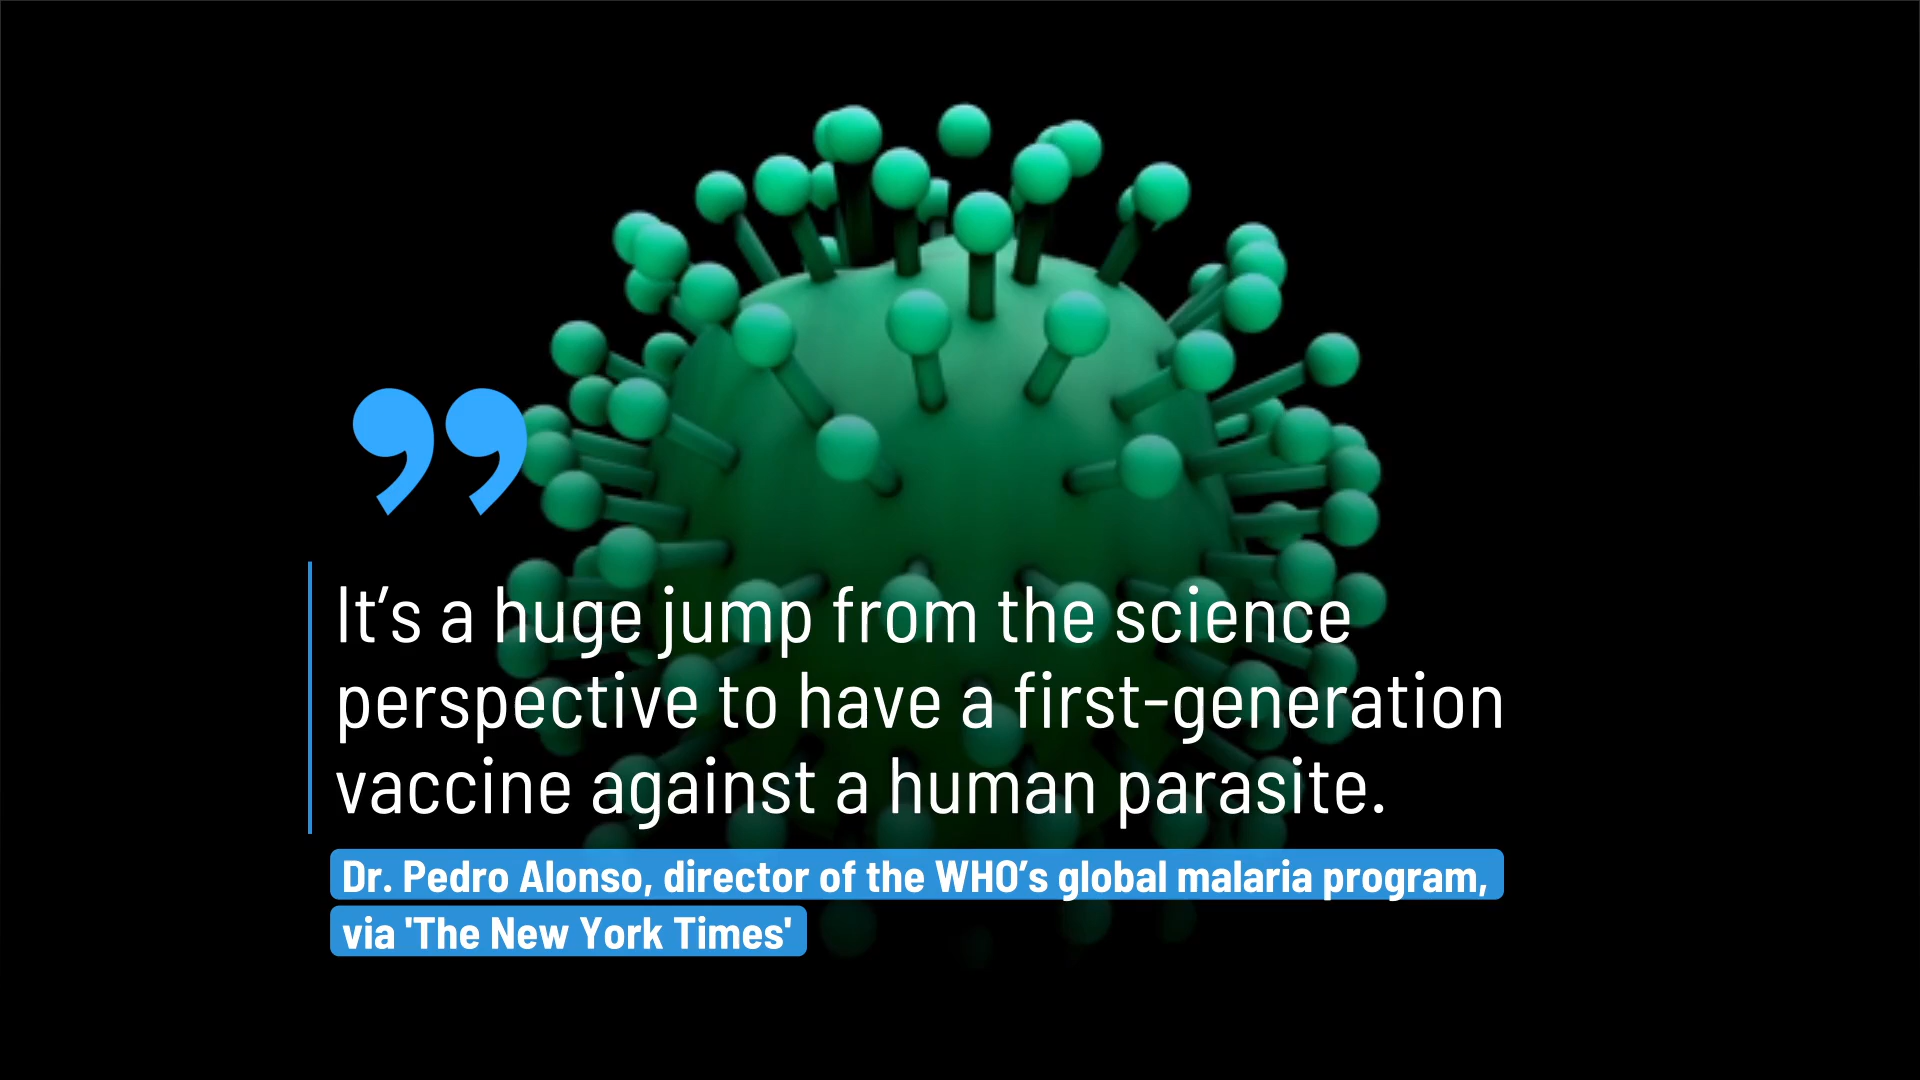 ”
It’s a huge jump from the science
perspective to have a first-generation
vaccine against a human parasite.
Dr. Pedro Alonso, director of the WHO’s global malaria program,
via 'The New York Times'